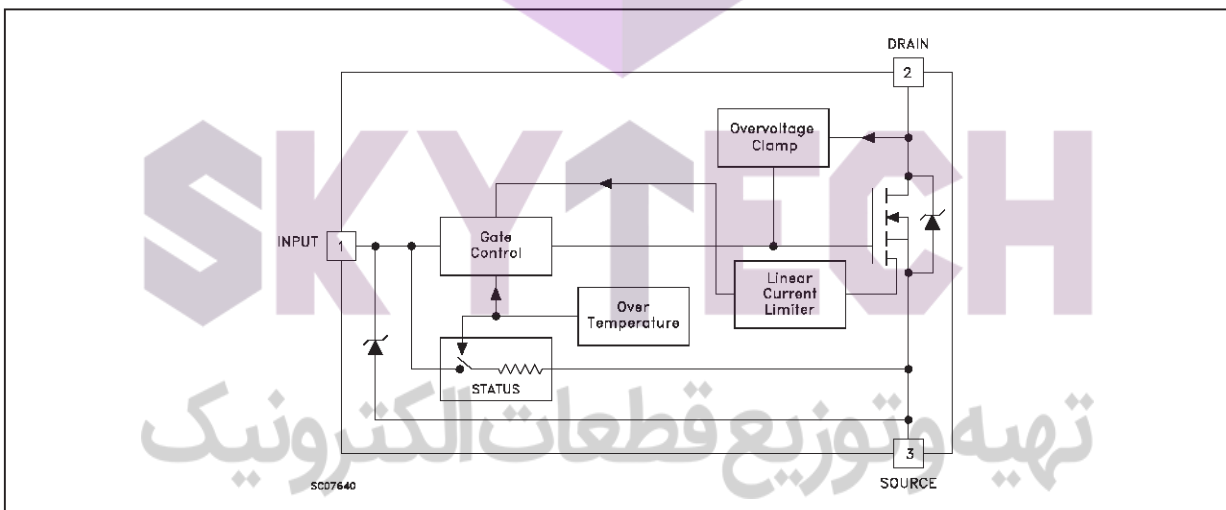 DRAIN
2
Overvoltage
Clamp
SKYTECH
INPUT
1
Gate
Control
Linear
Current
Limiter
Over
Temperature
STATUS
تهیه و توزیع قطعات الکترونیک
3
SC07640
SOURCE